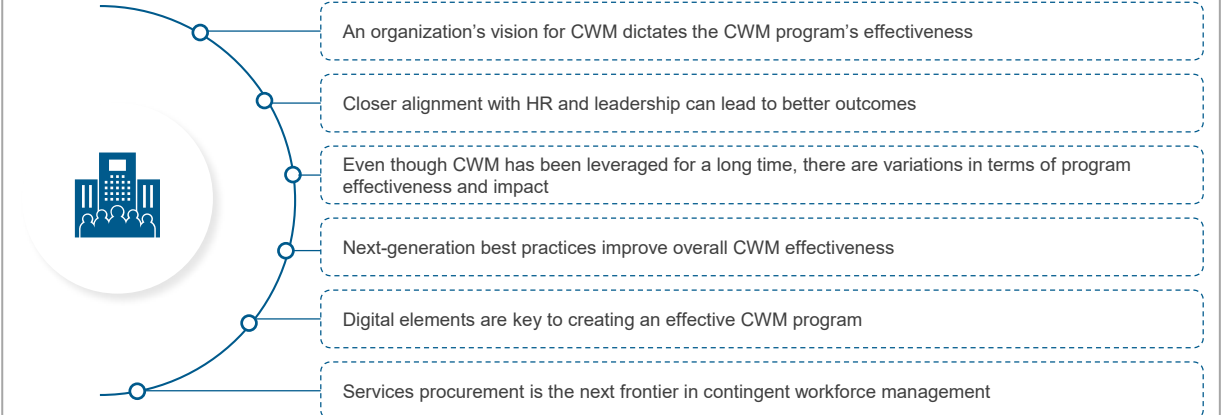 An organization’s vision for CWM dictates the CWM program’s effectiveness
Closer alignment with HR and leadership can lead to better outcomes
Even though CWM has been leveraged for a long time, there are variations in terms of program
effectiveness and impact
Next-generation best practices improve overall CWM effectiveness
Digital elements are key to creating an effective CWM program
Services procurement is the next frontier in contingent workforce management